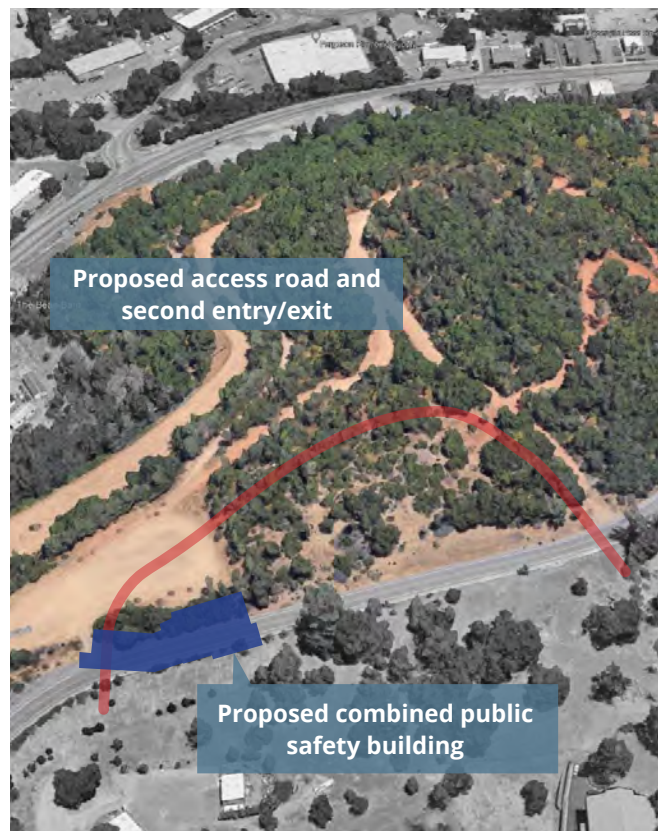 Proposed access road and
second entry/exit
Proposed combined public
safety building